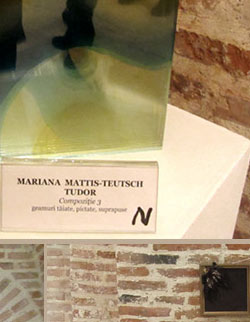 MARIANA MATTIS-TEUTSCH
TUDOR
Compoziţie 3
geamuri tăiate, pictate, suprapuse
N